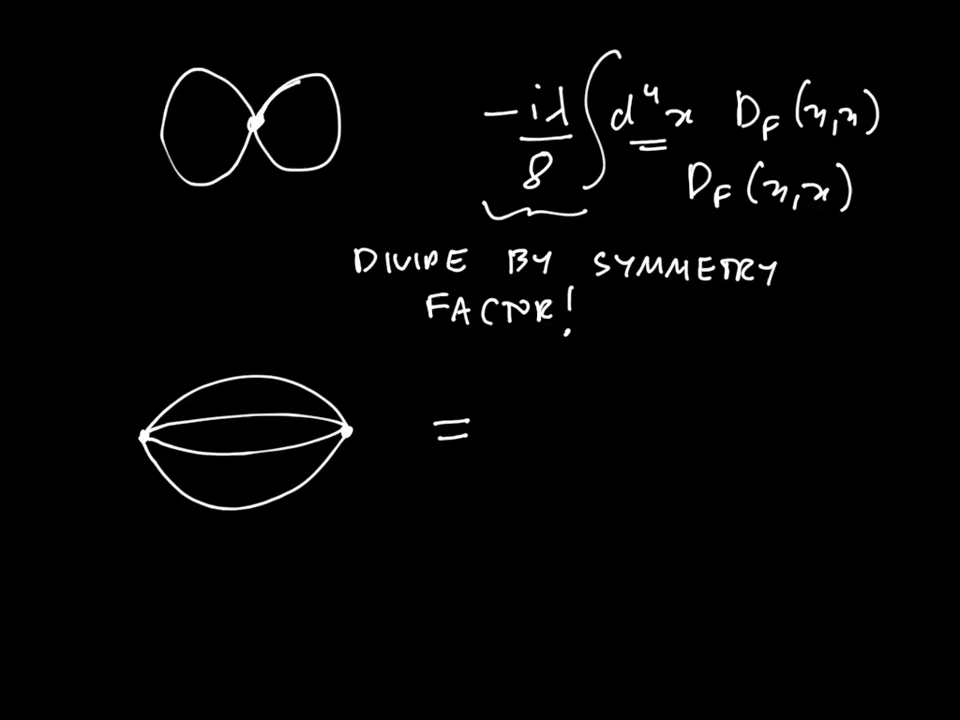 -iλ/8 ∫ d⁴x D_F (x,x)
D_F (x,x)
DIVIDE BY SYMMETRY
FACTOR!
=